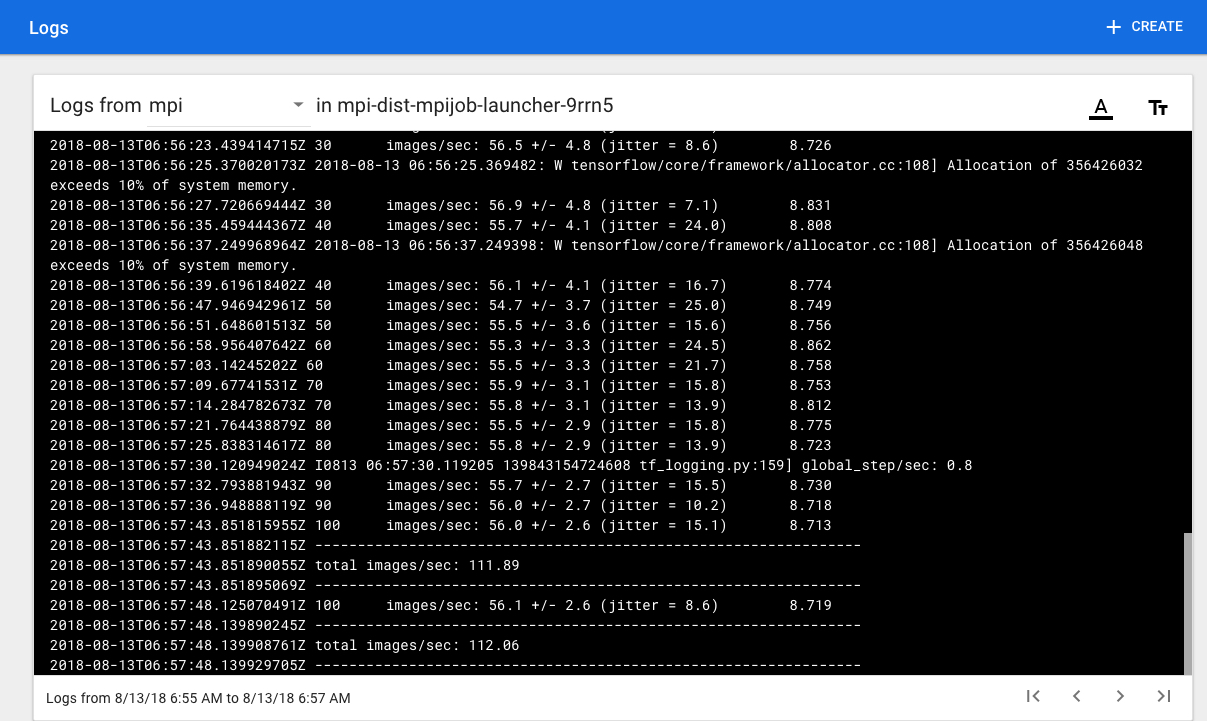 Logs
CREATE
Logs from mpi in mpi-dist-mpijob-launcher-9rrn5
2018-08-13T06:56:23.439414715Z 30 images/sec: 56.5 +/- 4.8 (jitter = 8.6) 8.726
2018-08-13T06:56:25.370020173Z 2018-08-13 06:56:25.369482: W tensorflow/core/framework/allocator.cc:108] Allocation of 356426032
exceeds 10% of system memory.
2018-08-13T06:56:27.720669444Z 30 images/sec: 56.9 +/- 4.8 (jitter = 7.1) 8.831
2018-08-13T06:56:35.459444367Z 40 images/sec: 55.7 +/- 4.1 (jitter = 24.0) 8.808
2018-08-13T06:56:37.249968964Z 2018-08-13 06:56:37.249398: W tensorflow/core/framework/allocator.cc:108] Allocation of 356426048
exceeds 10% of system memory.
2018-08-13T06:56:39.619618402Z 40 images/sec: 56.1 +/- 4.1 (jitter = 16.7) 8.774
2018-08-13T06:56:47.946942961Z 50 images/sec: 54.7 +/- 3.7 (jitter = 25.0) 8.749
2018-08-13T06:56:51.648601513Z 50 images/sec: 55.5 +/- 3.6 (jitter = 15.6) 8.756
2018-08-13T06:56:58.956407642Z 60 images/sec: 55.3 +/- 3.3 (jitter = 24.5) 8.862
2018-08-13T06:57:03.14245202Z 60 images/sec: 55.5 +/- 3.3 (jitter = 21.7) 8.758
2018-08-13T06:57:09.67741531Z 70 images/sec: 55.9 +/- 3.1 (jitter = 15.8) 8.753
2018-08-13T06:57:14.284782673Z 70 images/sec: 55.8 +/- 3.1 (jitter = 13.9) 8.812
2018-08-13T06:57:21.764438879Z 80 images/sec: 55.5 +/- 2.9 (jitter = 15.8) 8.775
2018-08-13T06:57:25.838314617Z 80 images/sec: 55.8 +/- 2.9 (jitter = 13.9) 8.723
2018-08-13T06:57:30.120949024Z I0813 06:57:30.119205 139843154724608 tf_logging.py:159] global_step/sec: 0.8
2018-08-13T06:57:32.793881943Z 90 images/sec: 55.7 +/- 2.7 (jitter = 15.5) 8.730
2018-08-13T06:57:36.948888119Z 90 images/sec: 56.0 +/- 2.7 (jitter = 10.2) 8.718
2018-08-13T06:57:43.851815955Z 100 images/sec: 56.0 +/- 2.6 (jitter = 15.1) 8.713
2018-08-13T06:57:43.851882115Z ----------------------------------------------------------------
2018-08-13T06:57:43.851890055Z total images/sec: 111.89
2018-08-13T06:57:43.851895069Z ----------------------------------------------------------------
2018-08-13T06:57:48.125070491Z 100 images/sec: 56.1 +/- 2.6 (jitter = 8.6) 8.719
2018-08-13T06:57:48.139890245Z ----------------------------------------------------------------
2018-08-13T06:57:48.139908761Z total images/sec: 112.06
2018-08-13T06:57:48.139929705Z ----------------------------------------------------------------
Logs from 8/13/18 6:55 AM to 8/13/18 6:57 AM